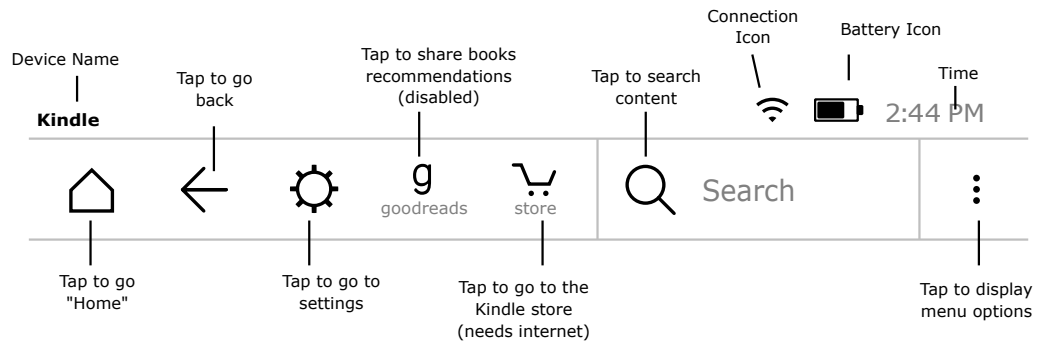 Connection
Icon
Battery Icon
Device Name
Tap to go
back
Tap to share books
recommendations
(disabled)
Tap to search
content
Time
Kindle
2:44 PM
g
goodreads
store
Search
Tap to go
"Home"
Tap to go to
settings
Tap to go to the
Kindle store
(needs internet)
Tap to display
menu options